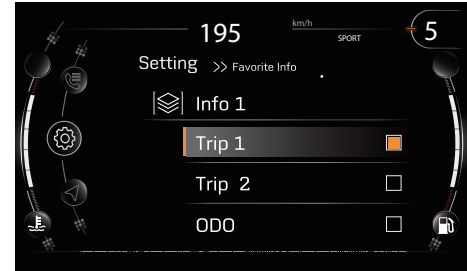 195 km/h SPORT 5
Setting >> Favorite Info
Info 1
Trip 1
Trip 2
ODO